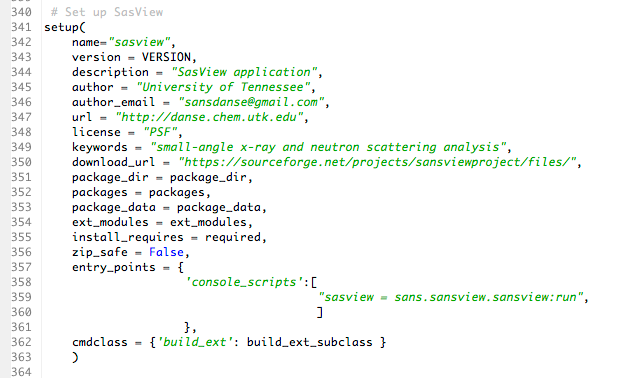 340 # Set up SasView
341 setup(
342     name="sasview",
343     version = VERSION,
344     description = "SasView application",
345     author = "University of Tennessee",
346     author_email = "sansdanse@gmail.com",
347     url = "http://danse.chem.utk.edu",
348     license = "PSF",
349     keywords = "small-angle x-ray and neutron scattering analysis",
350     download_url = "https://sourceforge.net/projects/sansviewproject/files/",
351     package_dir = package_dir,
352     packages = packages,
353     package_data = package_data,
354     ext_modules = ext_modules,
355     install_requires = required,
356     zip_safe = False,
357     entry_points = {
358                     'console_scripts':[
359                                        "sasview = sans.sansview.sansview:run",
360                                        ]
361                     },
362     cmdclass = {'build_ext': build_ext_subclass }
363     )
364